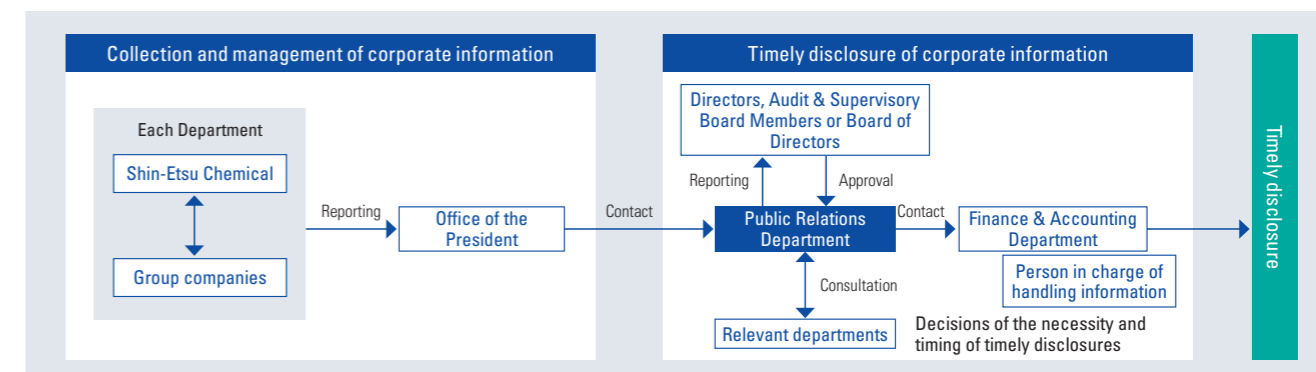 Collection and management of corporate information
Each Department
Shin-Etsu Chemical
Group companies
Reporting
Office of the
President
Contact
Timely disclosure of corporate information
Directors, Audit & Supervisory
Board Members or Board of
Directors
Reporting
Approval
Public Relations
Department
Contact
Finance & Accounting
Department
Person in charge of
handling information
Consultation
Relevant departments
Decisions of the necessity and
timing of timely disclosures
Timely disclosure